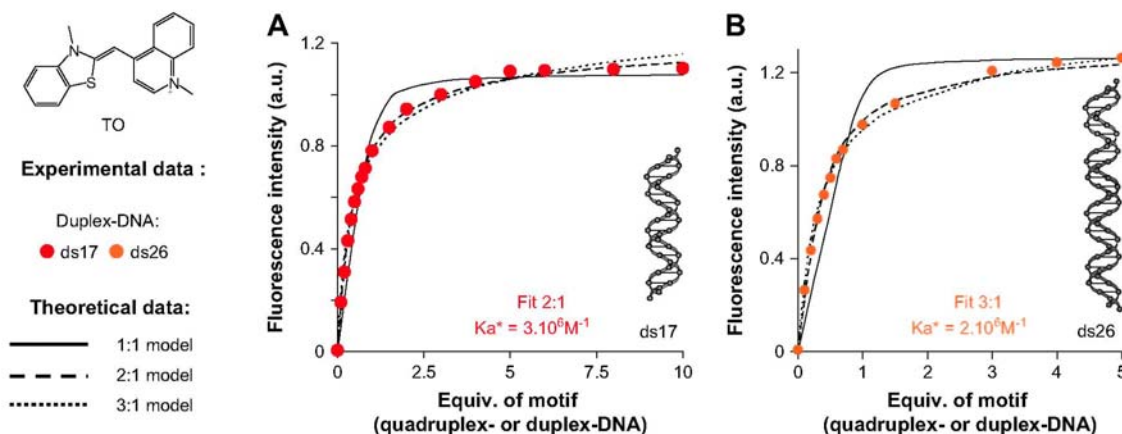 N
S
N
+
TO
Experimental data :
Duplex-DNA:
ds17 ds26
Theoretical data:
1:1 model
2:1 model
3:1 model
A
Fluorescence intensity (a.u.)
1.2
0.8
0.4
0
0 2.5 5 7.5 10
Fit 2:1
Ka* = 3.10⁶M⁻¹
ds17
Equiv. of motif
(quadruplex- or duplex-DNA)
B
Fluorescence intensity (a.u.)
1.2
0.8
0.4
0
0 1 2 3 4 5
Fit 3:1
Ka* = 2.10⁶M⁻¹
ds26
Equiv. of motif
(quadruplex- or duplex-DNA)